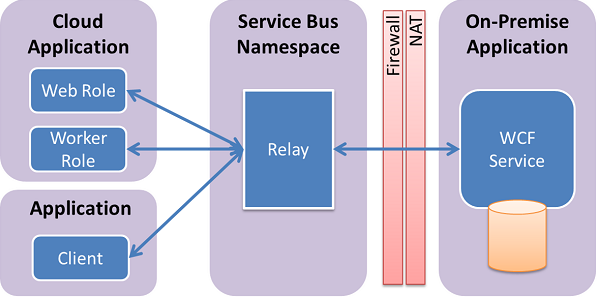 Cloud
Application
Web Role
Worker
Role
Application
Client
Service Bus
Namespace
Relay
Firewall
NAT
On-Premise
Application
WCF
Service